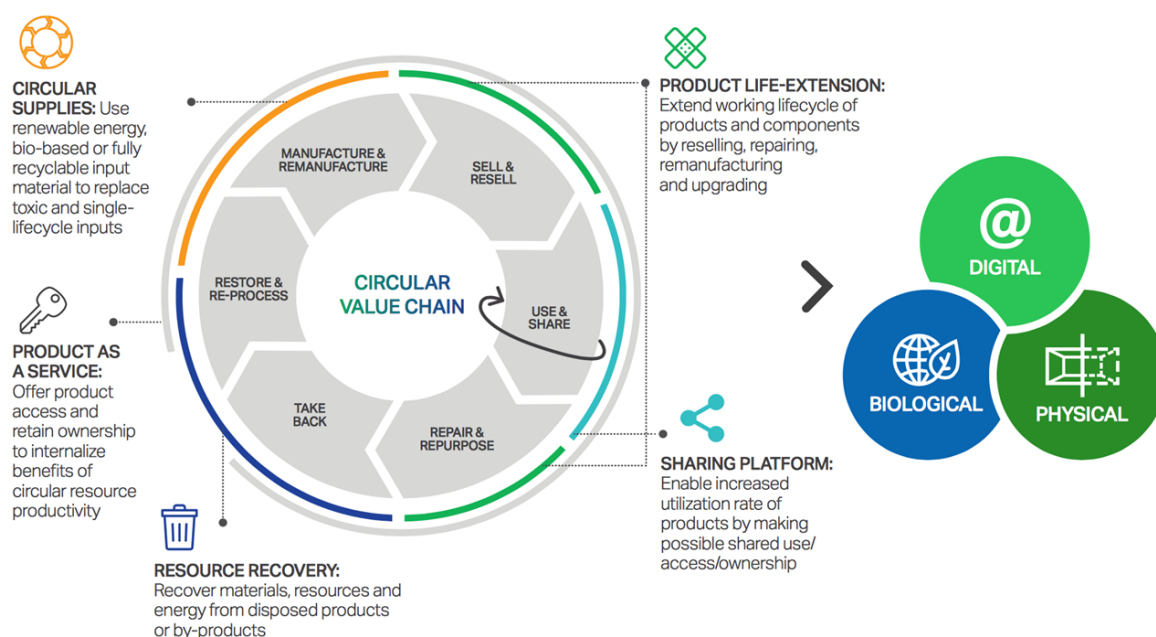 CIRCULAR
SUPPLIES: Use
renewable energy,
bio-based or fully
recyclable input
material to replace
toxic and single-
lifecycle inputs
PRODUCT AS
A SERVICE:
Offer product
access and
retain ownership
to internalize
benefits of
circular resource
productivity
RESOURCE RECOVERY:
Recover materials, resources and
energy from disposed products
or by-products
MANUFACTURE &
REMANUFACTURE
SELL &
RESELL
USE &
SHARE
REPAIR &
REPURPOSE
TAKE
BACK
RESTORE &
RE-PROCESS
CIRCULAR
VALUE CHAIN
PRODUCT LIFE-EXTENSION:
Extend working lifecycle of
products and components
by reselling, repairing,
remanufacturing
and upgrading
SHARING PLATFORM:
Enable increased
utilization rate of
products by making
possible shared use/
access/ownership
@
DIGITAL
BIOLOGICAL
PHYSICAL